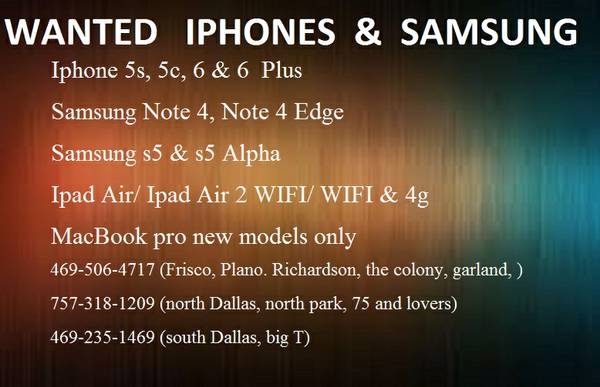 WANTED IPHONES & SAMSUNG
Iphone 5s, 5c, 6 & 6 Plus
Samsung Note 4, Note 4 Edge
Samsung s5 & s5 Alpha
Ipad Air/ Ipad Air 2 WIFI/ WIFI & 4g
MacBook pro new models only
469-506-4717 (Frisco, Plano. Richardson, the colony, garland, )
757-318-1209 (north Dallas, north park, 75 and lovers)
469-235-1469 (south Dallas, big T)